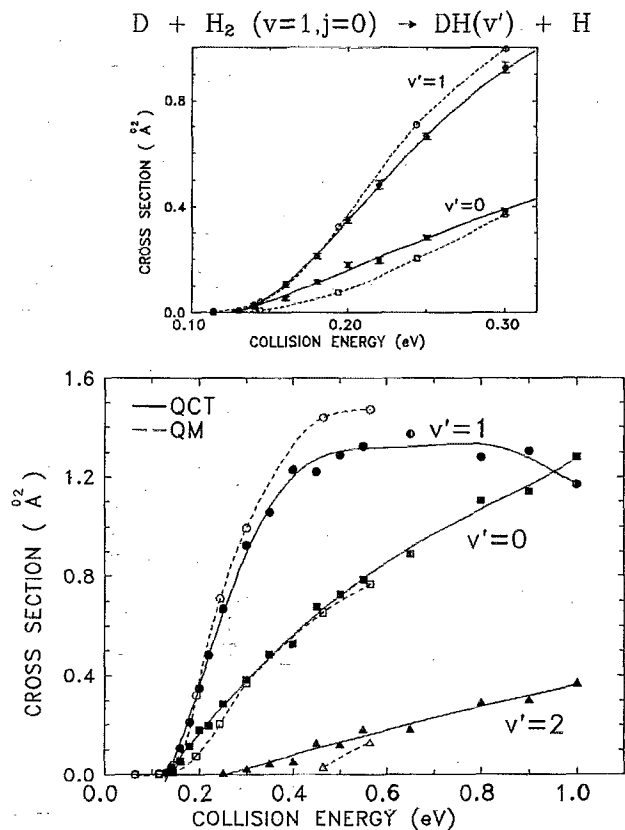 D + H₂ (v=1,j=0) → DH(v') + H
CROSS SECTION ( Å² )
0.8
0.4
0.0
v'=1
v'=0
0.10 0.20 0.30
COLLISION ENERGY (eV)
CROSS SECTION ( Å² )
1.6
1.2
0.8
0.4
0.0
QCT
QM
v'=1
v'=0
v'=2
0.0 0.2 0.4 0.6 0.8 1.0
COLLISION ENERGY (eV)